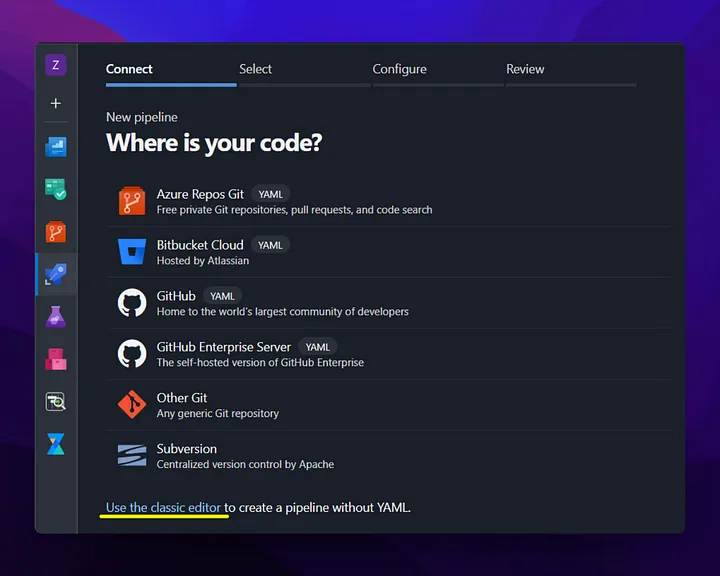 Z
Connect Select Configure Review
New pipeline
Where is your code?
Azure Repos Git YAML
Free private Git repositories, pull requests, and code search
Bitbucket Cloud YAML
Hosted by Atlassian
GitHub YAML
Home to the world's largest community of developers
GitHub Enterprise Server YAML
The self-hosted version of GitHub Enterprise
Other Git
Any generic Git repository
Subversion
Centralized version control by Apache
Use the classic editor to create a pipeline without YAML.